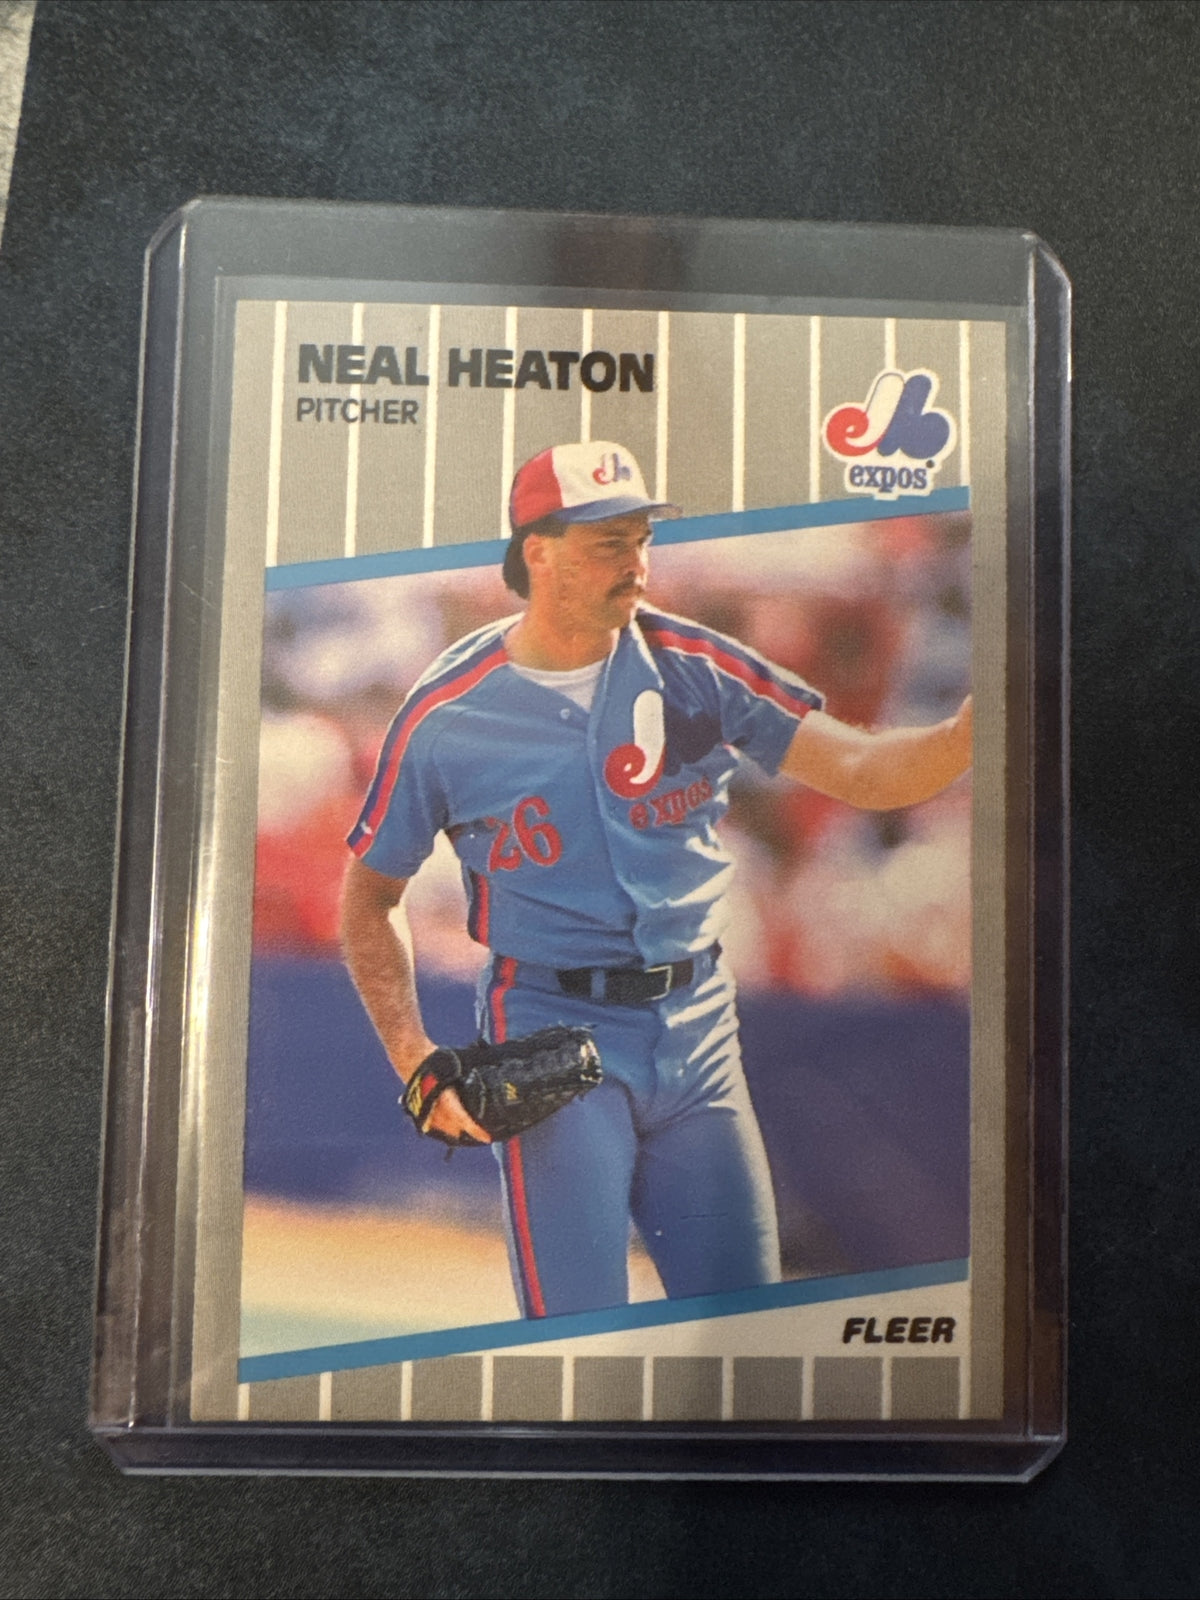 NEAL HEATON
PITCHER
expos
expos
26
FLEER